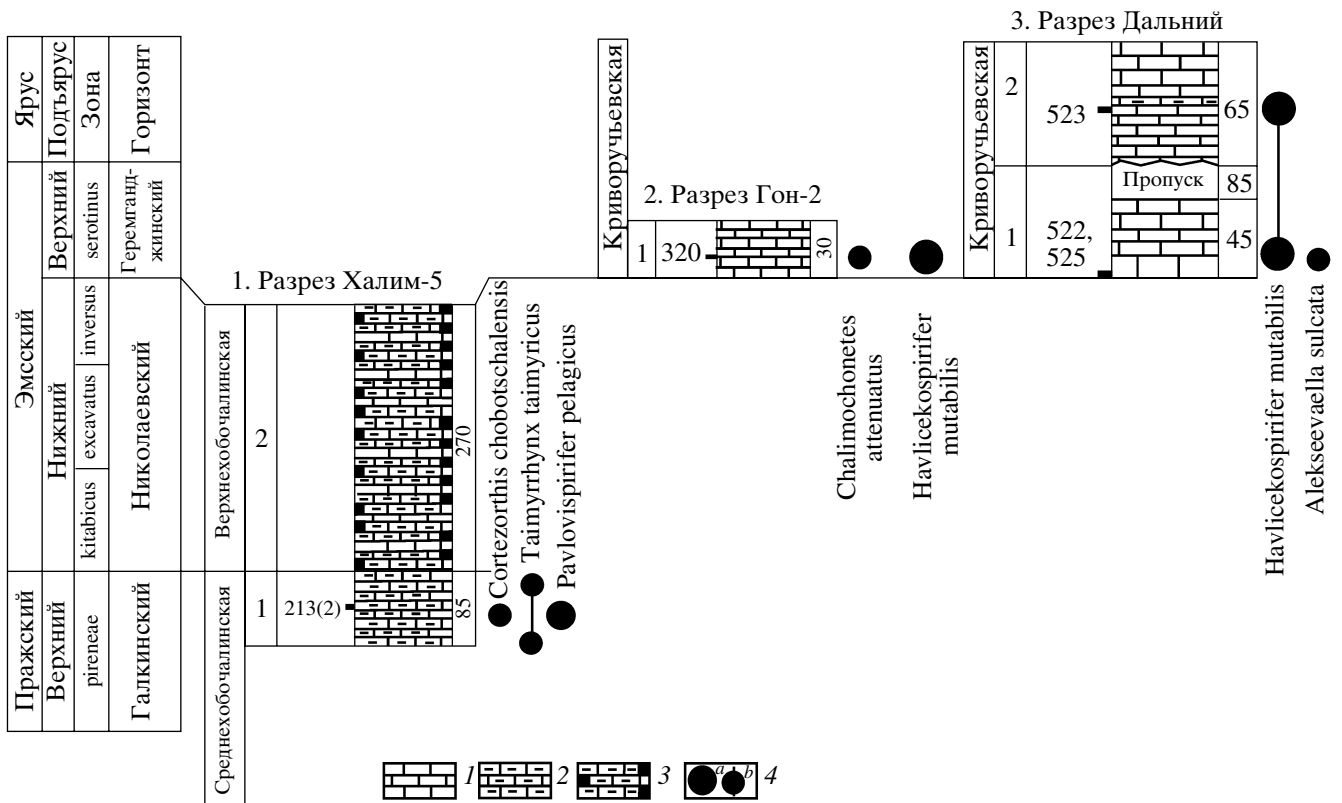 Ярус
Подъярус
Зона
Горизонт
Эмсский
Верхний
serotinus
Геремганд-
жинский
Нижний
inversus
excavatus
kitabicus
Николаевский
Пражский
Верхний
pireneae
Галкинский
1. Разрез Халим-5
Верхнехобочалинская
2
270
Среднехобочалинская
1
213(2)
85
Cortezorthis chobotschalensis
Taimyrrhynx taimyricus
Pavlovispirifer pelagicus
2. Разрез Гон-2
Криворучьевская
1
320
30
Chalimochonetes
attenuatus
Havlicekospirifer
mutabilis
3. Разрез Дальний
Криворучьевская
2
523
65
Пропуск
85
1
522,
525
45
Havlicekospirifer mutabilis
Alekseevaella sulcata
1
2
3
a
b
4